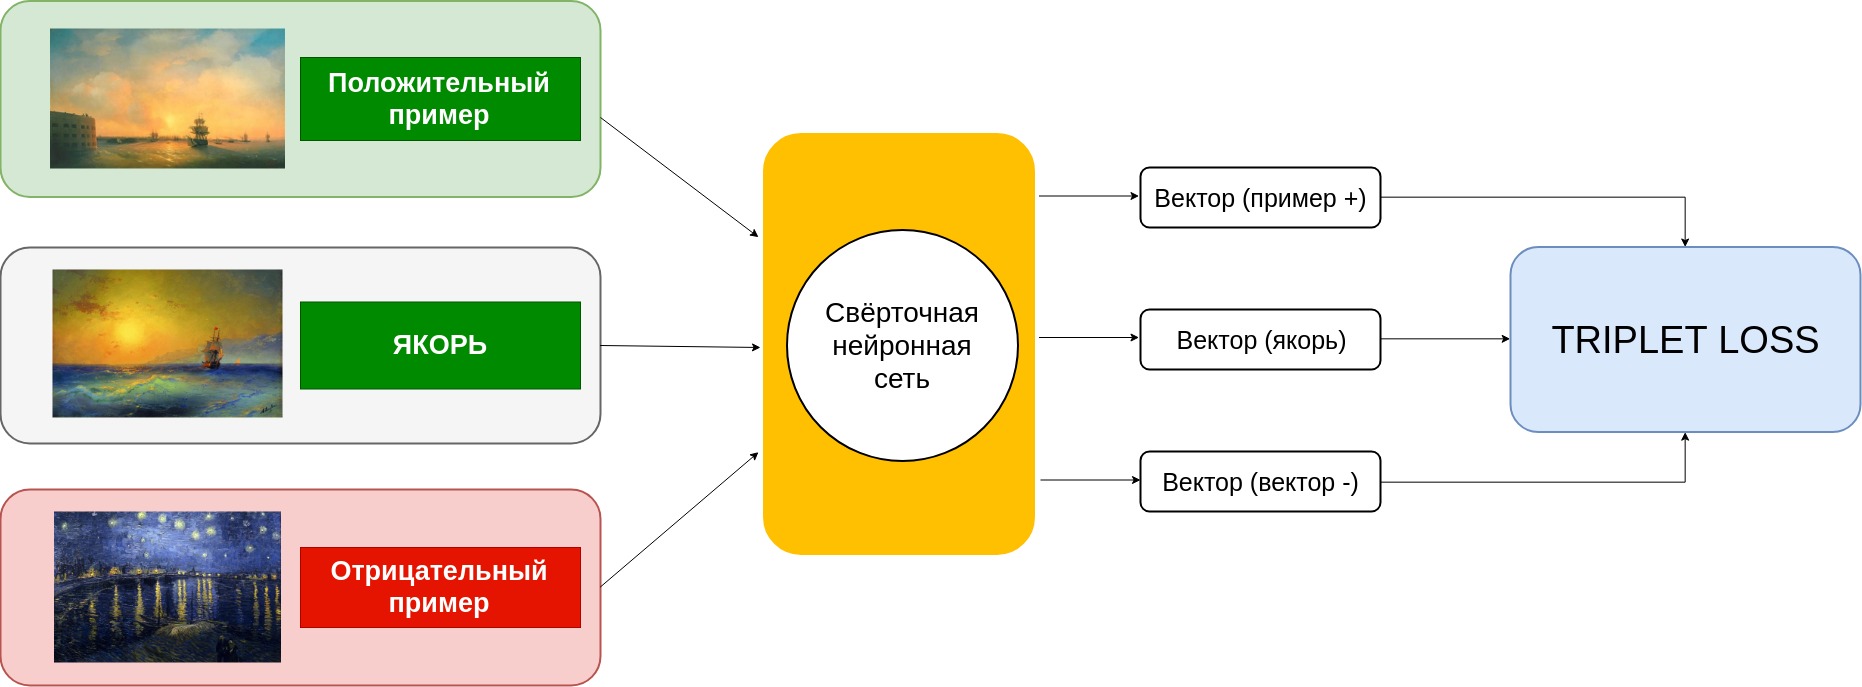 Положительный
пример
ЯКОРЬ
Отрицательный
пример
Свёрточная
нейронная
сеть
Вектор (пример +)
Вектор (якорь)
Вектор (вектор -)
TRIPLET LOSS